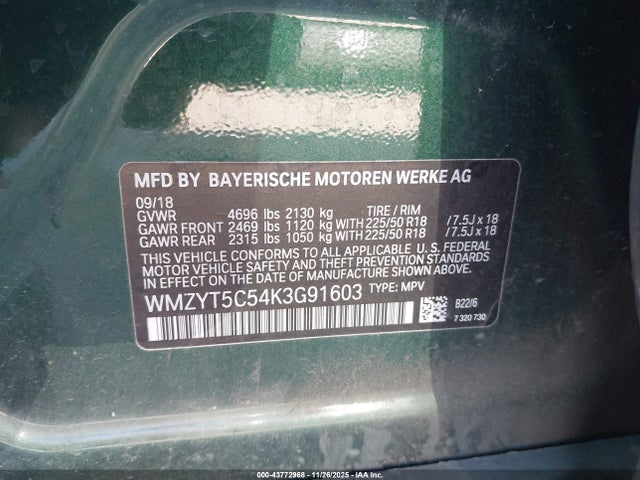 MFD BY BAYERISCHE MOTOREN WERKE AG
09/18
GVWR 4696 lbs 2130 kg TIRE / RIM
GAWR FRONT 2469 lbs 1120 kg WITH 225/50 R18 / 7.5J x 18
GAWR REAR 2315 lbs 1050 kg WITH 225/50 R18 / 7.5J x 18
THIS VEHICLE CONFORMS TO ALL APPLICABLE U. S. FEDERAL
MOTOR VEHICLE SAFETY, BUMPER, AND THEFT PREVENTION
STANDARDS IN EFFECT ON THE DATE OF MANUFACTURE SHOWN ABOVE.
WMZYT5C54K3G91603 TYPE: MPV
B22/6
7 320 730
000-43772968 - 11/26/2025 - IAA Inc.